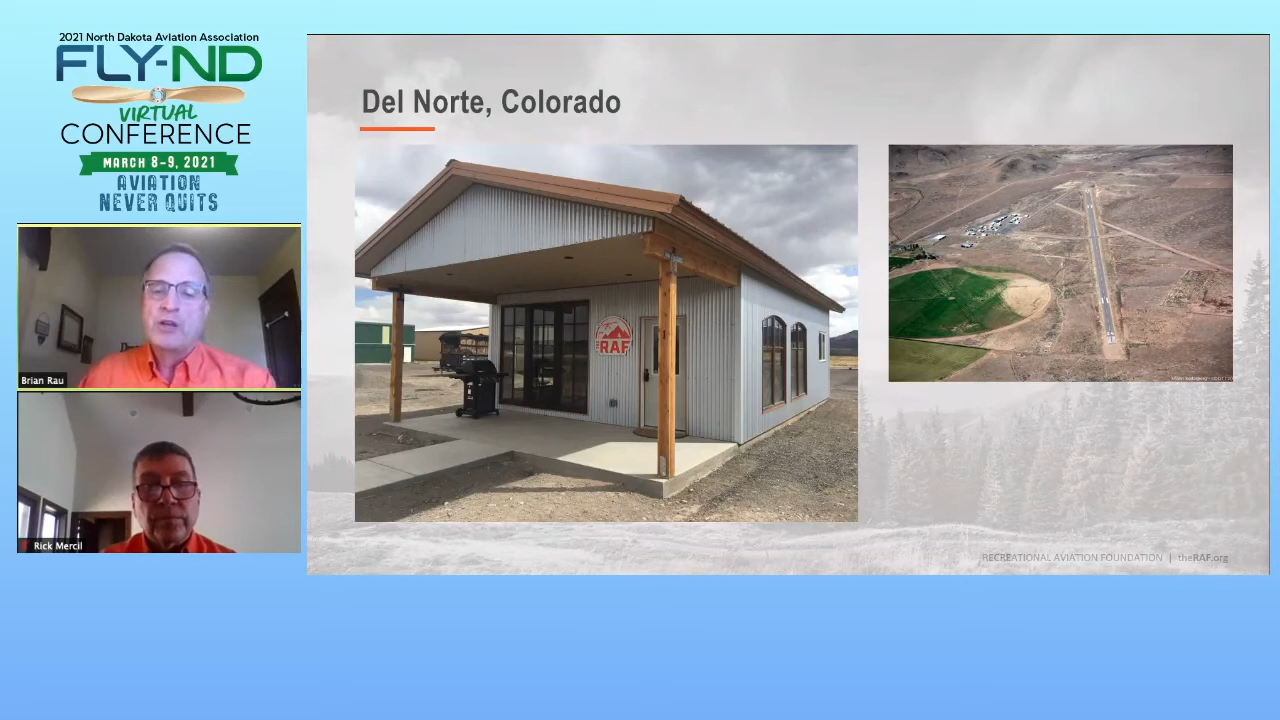 2021 North Dakota Aviation Association
FLY-ND
VIRTUAL
CONFERENCE
MARCH 8-9, 2021
AVIATION
NEVER QUITS
Brian Rau
Rick Mercil
Del Norte, Colorado
THE RAF
RECREATIONAL AVIATION FOUNDATION | theRAF.org